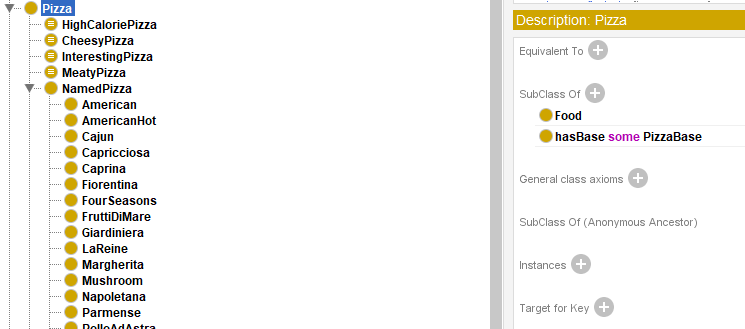 Pizza
HighCaloriePizza
CheesyPizza
InterestingPizza
MeatyPizza
NamedPizza
American
AmericanHot
Cajun
Capricciosa
Caprina
Fiorentina
FourSeasons
FruttiDiMare
Giardiniera
LaReine
Margherita
Mushroom
Napoletana
Parmense
PolloAdAstra
Description: Pizza
Equivalent To
SubClass Of
Food
hasBase some PizzaBase
General class axioms
SubClass Of (Anonymous Ancestor)
Instances
Target for Key